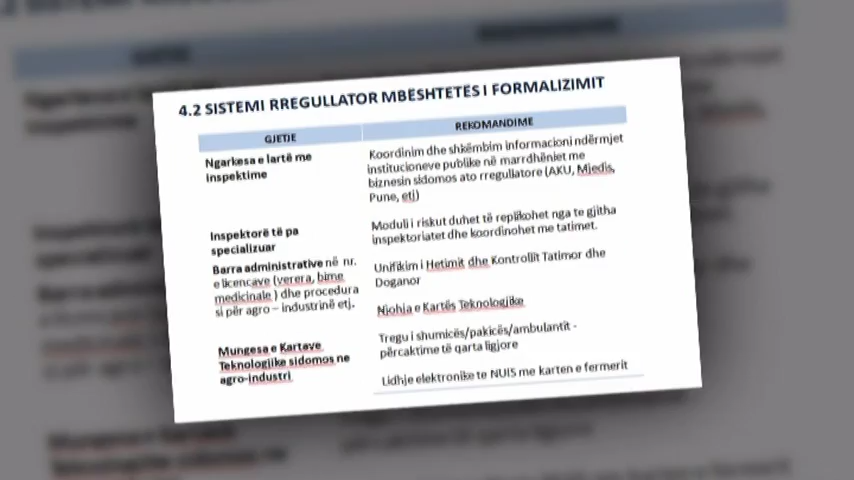 4.2 SISTEMI RREGULLATOR MBËSHTETËS I FORMALIZIMIT
GJETJE
REKOMANDIME
Ngarkesa e lartë me
inspektime
Koordinim dhe shkëmbim informacioni ndërmjet
institucioneve publike në marrdhëniet me
biznesin sidomos ato rregullatore (AKU, Mjedis,
Pune, etj)
Inspektorë të pa
specializuar
Moduli i riskut duhet të replikohet nga te gjitha
inspektoriatet dhe koordinohet me tatimet.
Barra administrative në nr.
e licencave (verera, bime
medicinale ) dhe procedura
si për agro – industrinë etj.
Unifikim i Hetimit dhe Kontrollit Tatimor dhe
Doganor
Njohja e Kartës Teknologjike
Mungesa e Kartave
Teknologjike sidomos ne
agro-industri
Tregu i shumicës/pakicës/ambulantit -
përcaktime të qarta ligjore
Lidhje elektronike te NUIS me karten e fermerit